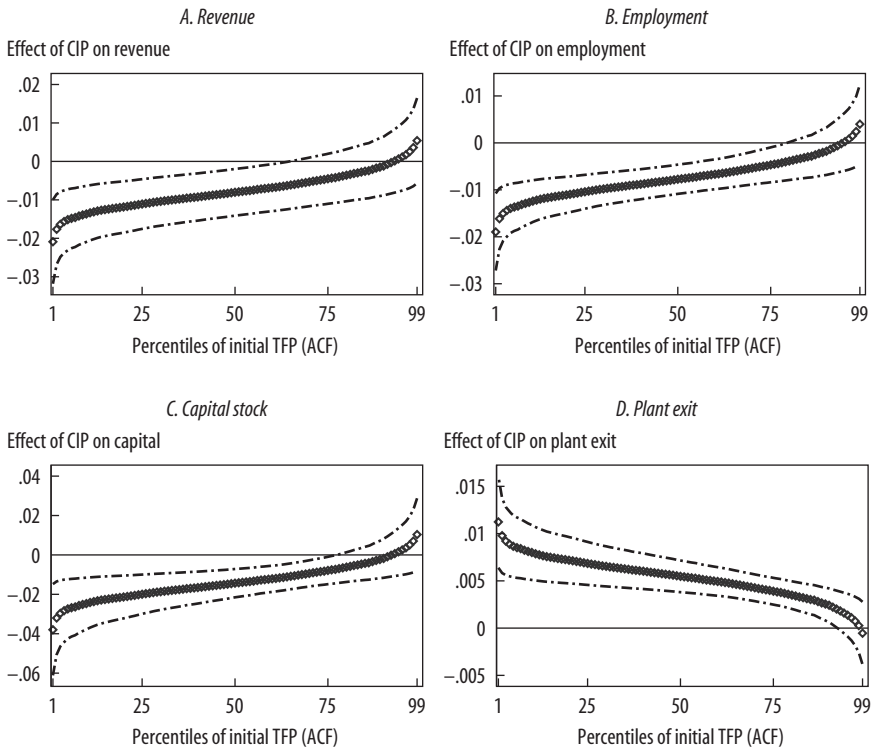 A. Revenue
Effect of CIP on revenue
.02
.01
0
–.01
–.02
–.03
1 25 50 75 99
Percentiles of initial TFP (ACF)
B. Employment
Effect of CIP on employment
.01
0
–.01
–.02
–.03
1 25 50 75 99
Percentiles of initial TFP (ACF)
C. Capital stock
Effect of CIP on capital
.04
.02
0
–.02
–.04
–.06
1 25 50 75 99
Percentiles of initial TFP (ACF)
D. Plant exit
Effect of CIP on plant exit
.015
.01
.005
0
–.005
1 25 50 75 99
Percentiles of initial TFP (ACF)